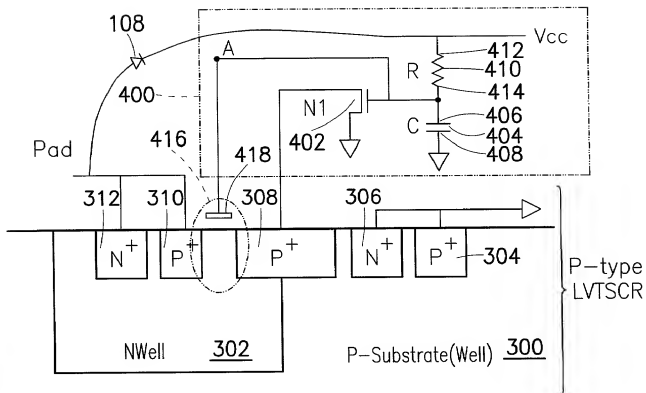 108
A
Vcc
412
R
410
414
400
N1
402
406
C
404
408
Pad
416
418
312
310
308
306
N+
P+
P+
N+
P+
304
P-type
LVTSCR
NWell 302
P-Substrate(Well) 300